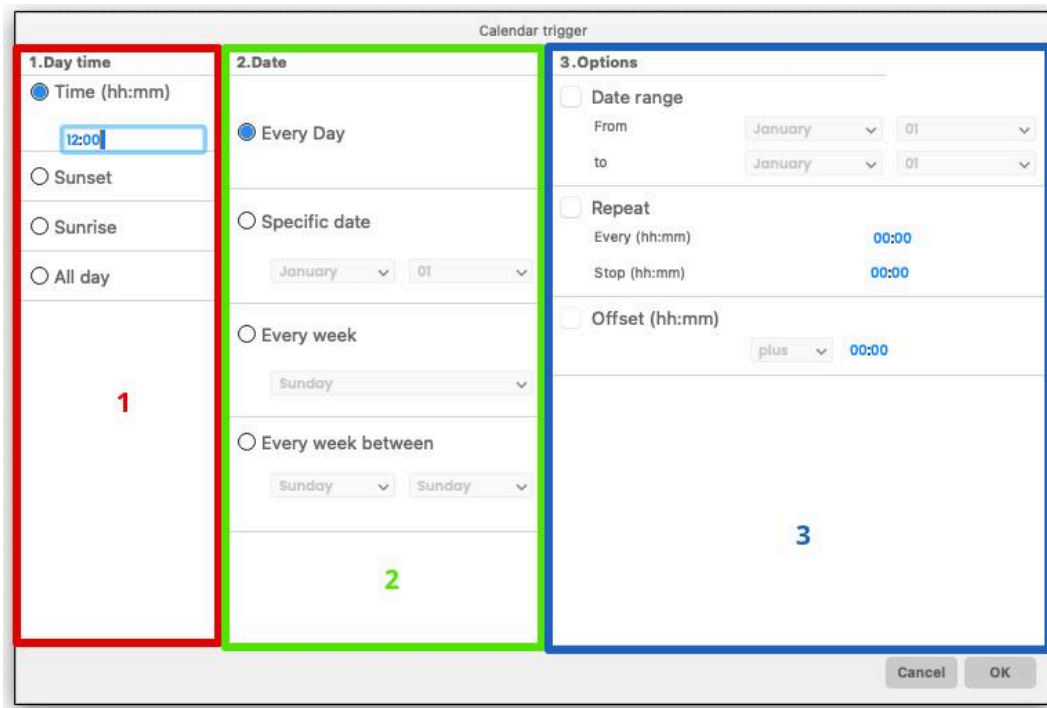 Calendar trigger
1.Day time
Time (hh:mm)
12:00
Sunset
Sunrise
All day
1
2.Date
Every Day
Specific date
January 01
Every week
Sunday
Every week between
Sunday Sunday
2
3.Options
Date range
From January 01
to January 01
Repeat
Every (hh:mm) 00:00
Stop (hh:mm) 00:00
Offset (hh:mm)
plus 00:00
3
Cancel OK